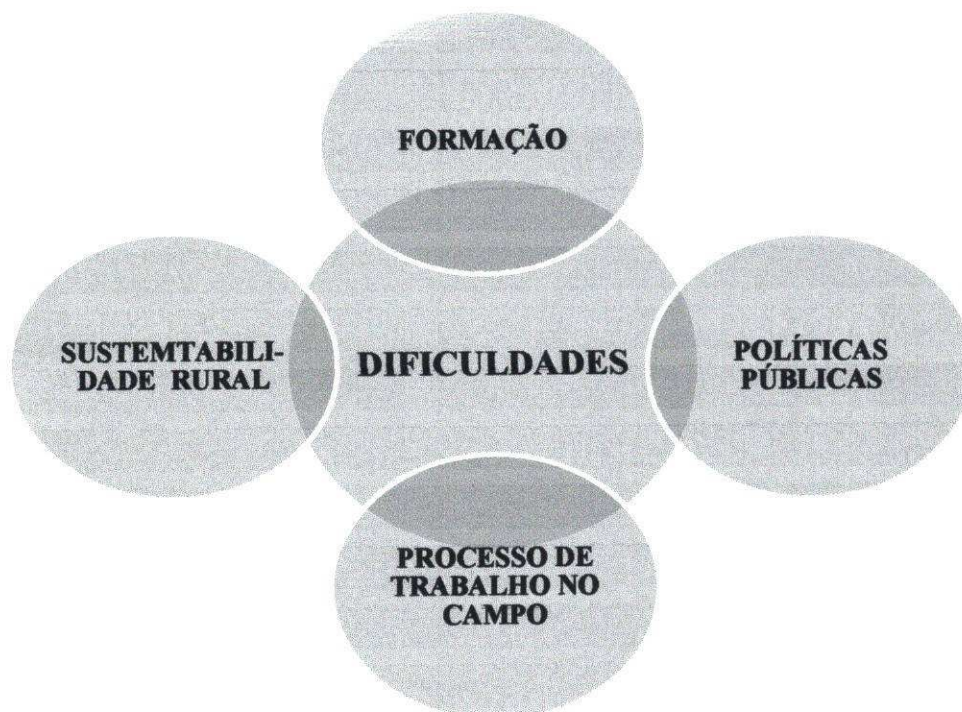 FORMAÇÃO
SUSTEMTABILI-
DADE RURAL
DIFICULDADES
POLÍTICAS
PÚBLICAS
PROCESSO DE
TRABALHO NO
CAMPO